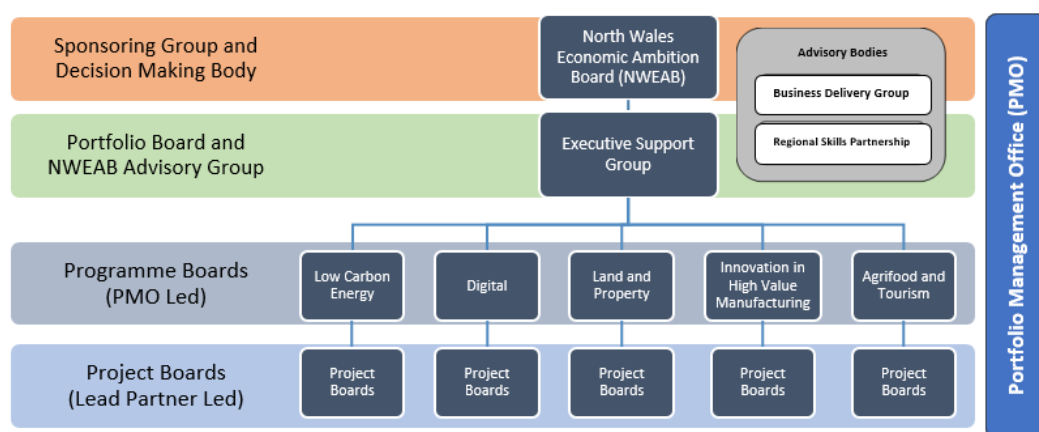 Sponsoring Group and
Decision Making Body
North Wales
Economic Ambition
Board (NWEAB)
Advisory Bodies
Business Delivery Group
Regional Skills Partnership
Portfolio Board and
NWEAB Advisory Group
Executive Support
Group
Programme Boards
(PMO Led)
Low Carbon
Energy
Digital
Land and
Property
Innovation in
High Value
Manufacturing
Agrifood and
Tourism
Project Boards
(Lead Partner Led)
Project
Boards
Project
Boards
Project
Boards
Project
Boards
Project
Boards
Portfolio Management Office (PMO)